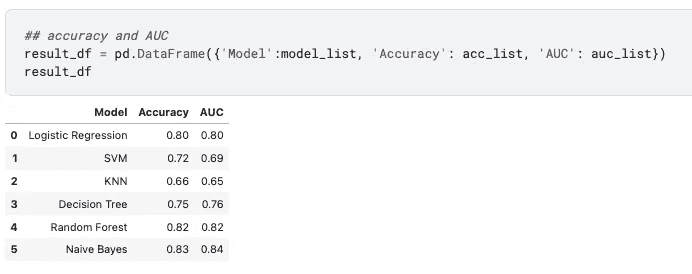 ## accuracy and AUC
result_df = pd.DataFrame({'Model':model_list, 'Accuracy': acc_list, 'AUC': auc_list})
result_df
Model Accuracy AUC
0 Logistic Regression 0.80 0.80
1 SVM 0.72 0.69
2 KNN 0.66 0.65
3 Decision Tree 0.75 0.76
4 Random Forest 0.82 0.82
5 Naive Bayes 0.83 0.84